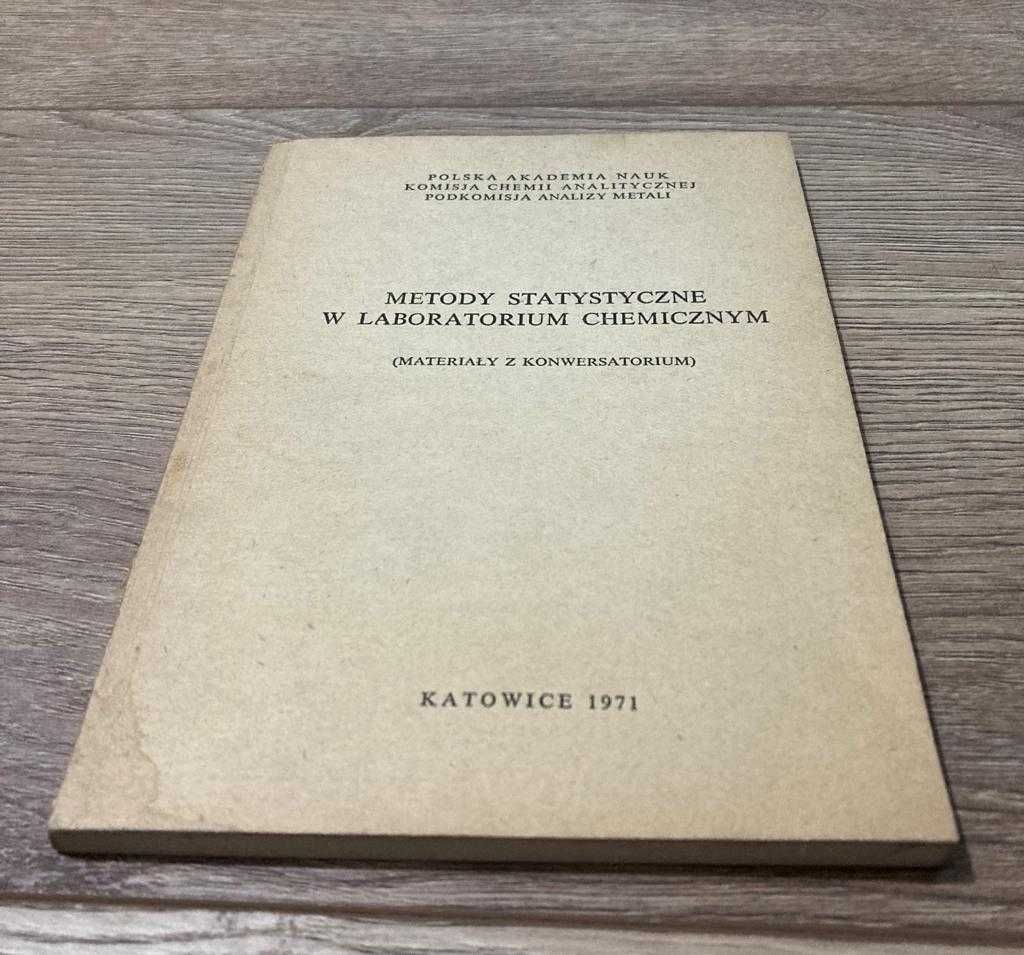 POLSKA AKADEMIA NAUK
KOMISJA CHEMII ANALITYCZNEJ
PODKOMISJA ANALIZY METALI
METODY STATYSTYCZNE
W LABORATORIUM CHEMICZNYM
(MATERIAŁY Z KONWERSATORIUM)
KATOWICE 1971